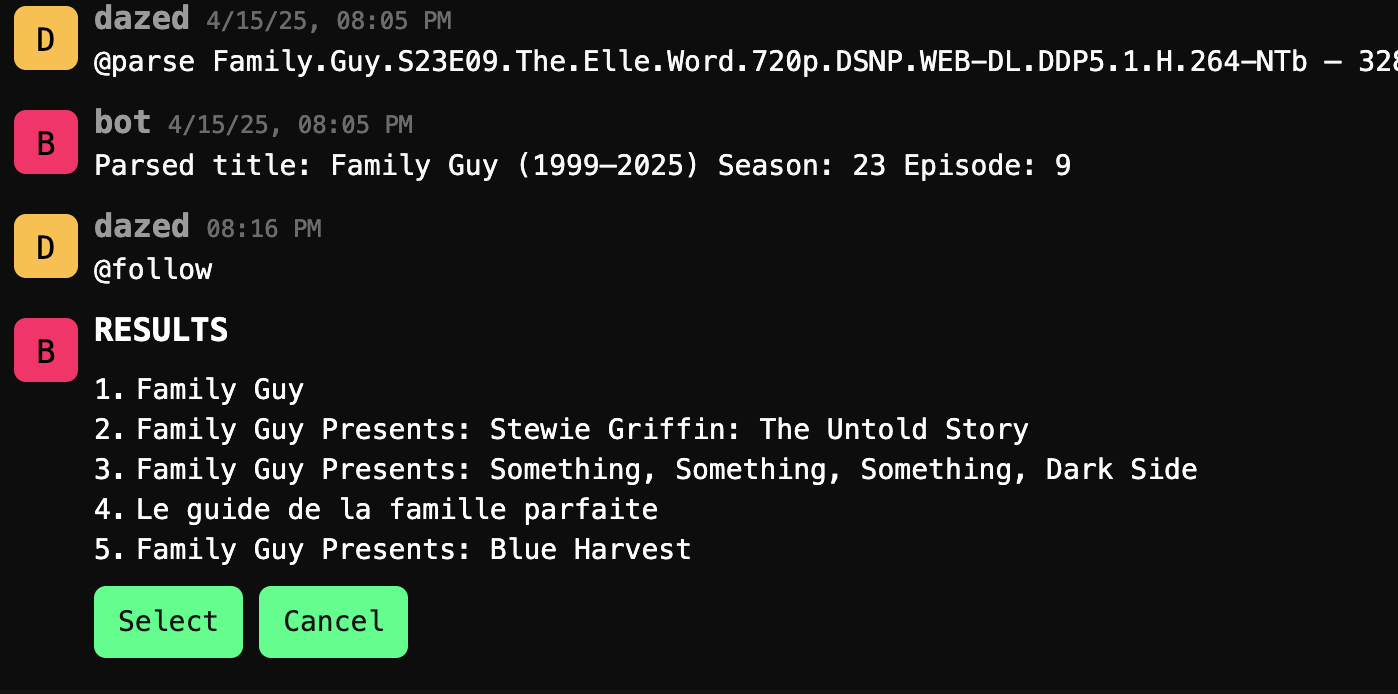 D
dazed 4/15/25, 08:05 PM
@parse Family.Guy.S23E09.The.Elle.Word.720p.DSNP.WEB-DL.DDP5.1.H.264-NTb - 328
B
bot 4/15/25, 08:05 PM
Parsed title: Family Guy (1999–2025) Season: 23 Episode: 9
D
dazed 08:16 PM
@follow
B
RESULTS
1. Family Guy
2. Family Guy Presents: Stewie Griffin: The Untold Story
3. Family Guy Presents: Something, Something, Something, Dark Side
4. Le guide de la famille parfaite
5. Family Guy Presents: Blue Harvest
Select Cancel